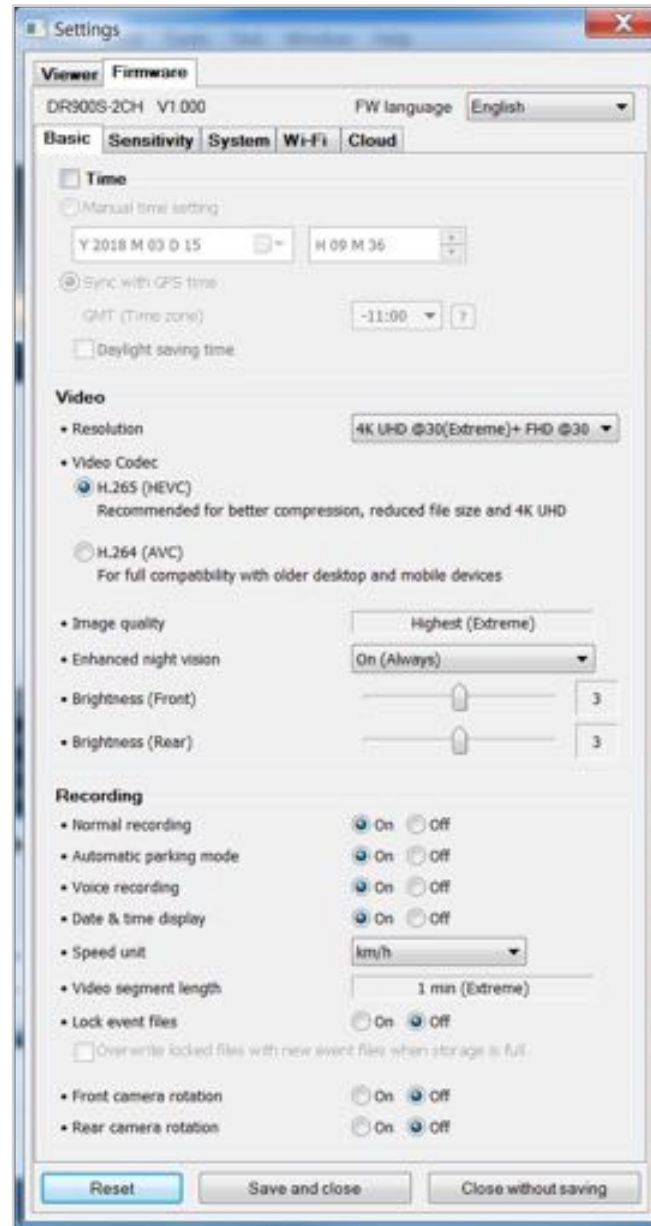 Settings
Viewer Firmware
DR900S-2CH V1.000 FW language English
Basic Sensitivity System Wi-Fi Cloud
Time
Manual time setting
Y 2018 M 03 D 15 H 09 M 36
Sync with GPS time
GMT (Time zone) -11:00 ?
Daylight saving time
Video
• Resolution 4K UHD @30(Extreme)+ FHD @30
• Video Codec
H.265 (HEVC)
Recommended for better compression, reduced file size and 4K UHD
H.264 (AVC)
For full compatibility with older desktop and mobile devices
• Image quality Highest (Extreme)
• Enhanced night vision On (Always)
• Brightness (Front) 3
• Brightness (Rear) 3
Recording
• Normal recording On Off
• Automatic parking mode On Off
• Voice recording On Off
• Date & time display On Off
• Speed unit km/h
• Video segment length 1 min (Extreme)
• Lock event files On Off
Overwrite locked files with new event files when storage is full
• Front camera rotation On Off
• Rear camera rotation On Off
Reset Save and close Close without saving